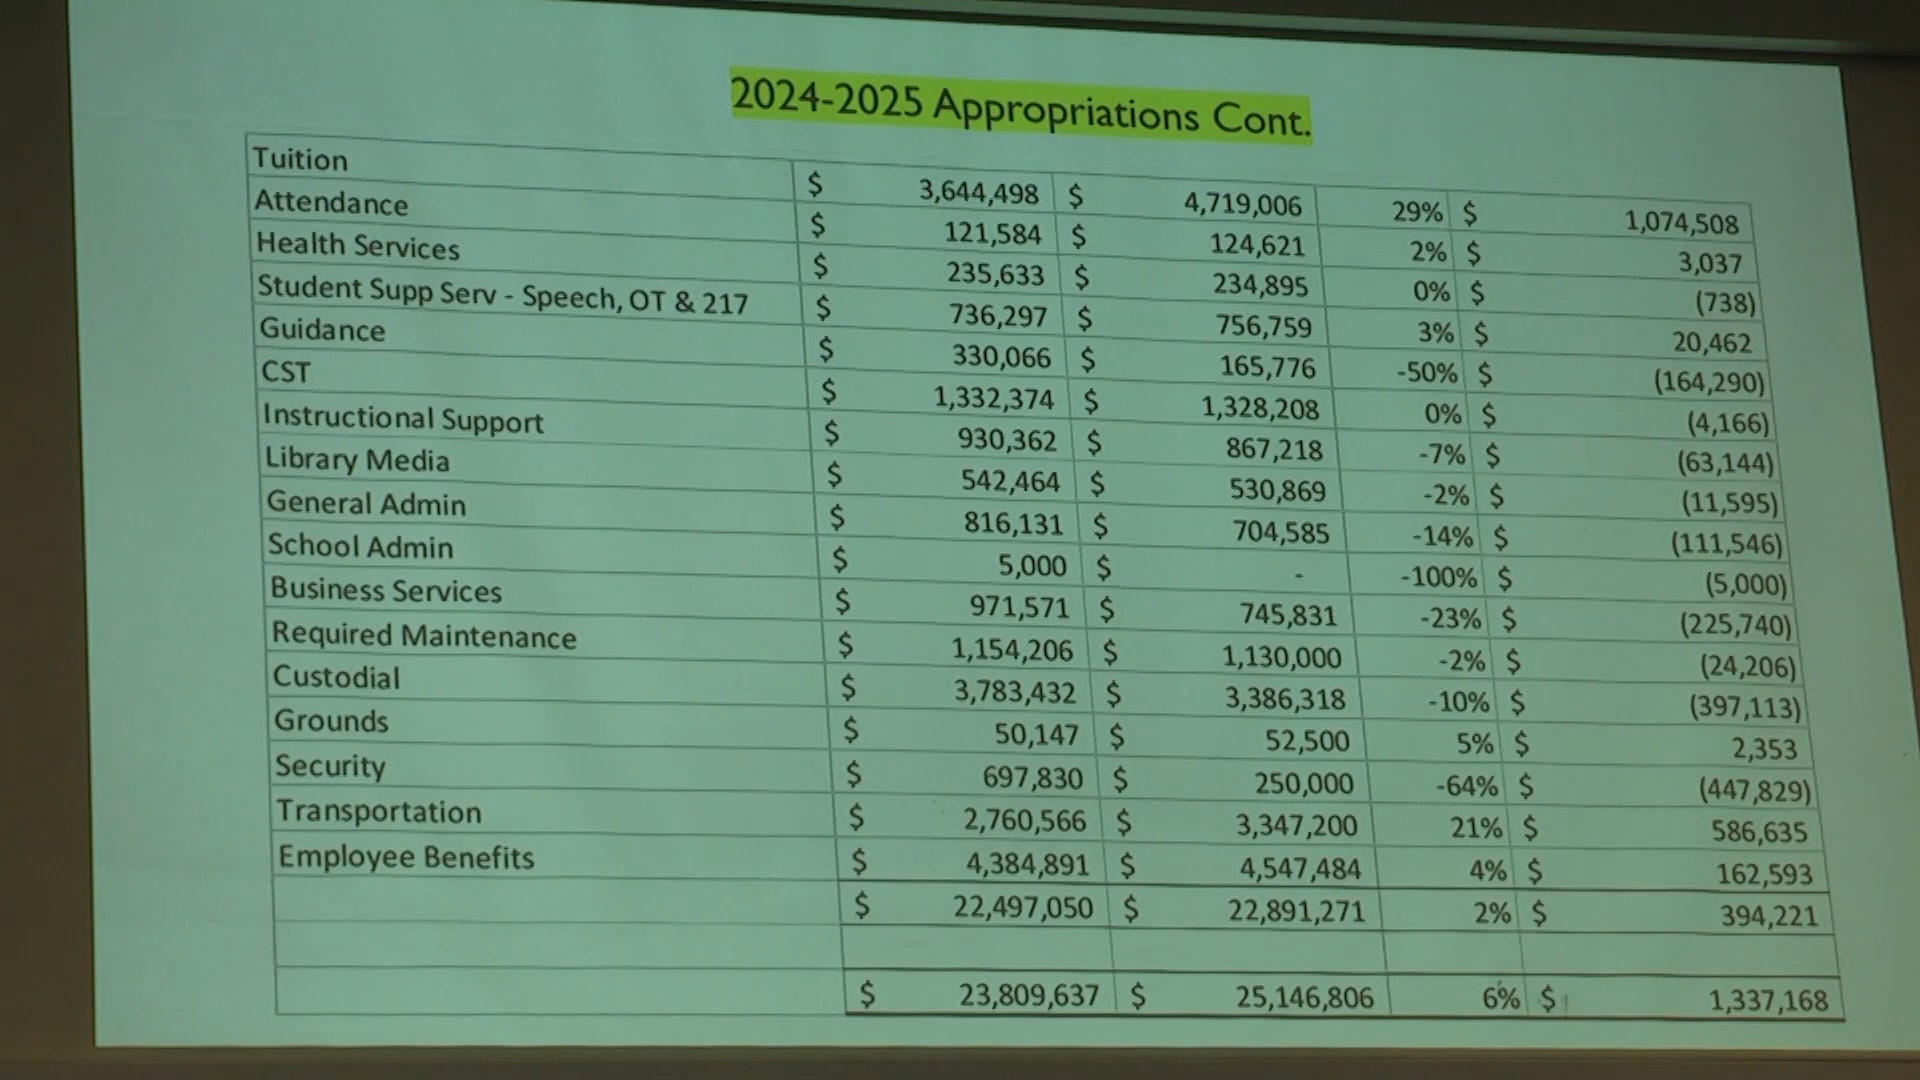 2024-2025 Appropriations Cont.
Tuition $ 3,644,498 $ 4,719,006 29% $ 1,074,508
Attendance $ 121,584 $ 124,621 2% $ 3,037
Health Services $ 235,633 $ 234,895 0% $ (738)
Student Supp Serv - Speech, OT & 217 $ 736,297 $ 756,759 3% $ 20,462
Guidance $ 330,066 $ 165,776 -50% $ (164,290)
CST $ 1,332,374 $ 1,328,208 0% $ (4,166)
Instructional Support $ 930,362 $ 867,218 -7% $ (63,144)
Library Media $ 542,464 $ 530,869 -2% $ (11,595)
General Admin $ 816,131 $ 704,585 -14% $ (111,546)
School Admin $ 5,000 $ - -100% $ (5,000)
Business Services $ 971,571 $ 745,831 -23% $ (225,740)
Required Maintenance $ 1,154,206 $ 1,130,000 -2% $ (24,206)
Custodial $ 3,783,432 $ 3,386,318 -10% $ (397,113)
Grounds $ 50,147 $ 52,500 5% $ 2,353
Security $ 697,830 $ 250,000 -64% $ (447,829)
Transportation $ 2,760,566 $ 3,347,200 21% $ 586,635
Employee Benefits $ 4,384,891 $ 4,547,484 4% $ 162,593
$ 22,497,050 $ 22,891,271 2% $ 394,221
$ 23,809,637 $ 25,146,806 6% $ 1,337,168